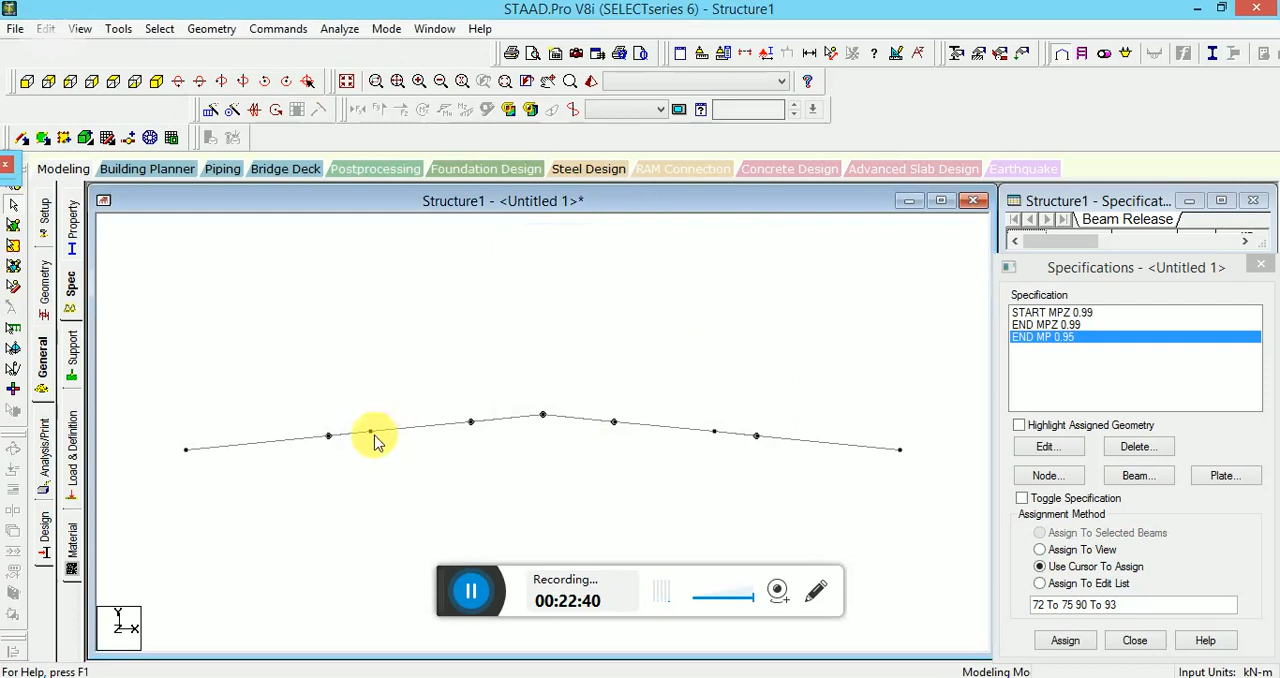 STAAD.Pro V8i (SELECTseries 6) - Structure1
File Edit View Tools Select Geometry Commands Analyze Mode Window Help
Modeling Building Planner Piping Bridge Deck Postprocessing Foundation Design Steel Design RAM Connection Concrete Design Advanced Slab Design Earthquake
Structure1 - <Untitled 1>*
Structure1 - Specificat...
Beam Release
Setup
Geometry
General
Analysis/Print
Design
Property
Spec
Support
Load & Definition
Material
Specifications - <Untitled 1>
Specification
START MPZ 0.99
END MPZ 0.99
END MP 0.95
Highlight Assigned Geometry
Edit... Delete...
Node... Beam... Plate...
Toggle Specification
Assignment Method
Assign To Selected Beams
Assign To View
Use Cursor To Assign
Assign To Edit List
72 To 75 90 To 93
Assign Close Help
Recording...
00:22:40
Y
Z X
For Help, press F1
Modeling Mo
Input Units: kN-m